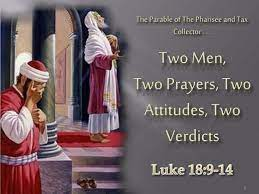 The Parable of The Pharisee and Tax
Collector . . .
Two Men,
Two Prayers, Two
Attitudes, Two
Verdicts
Luke 18:9-14